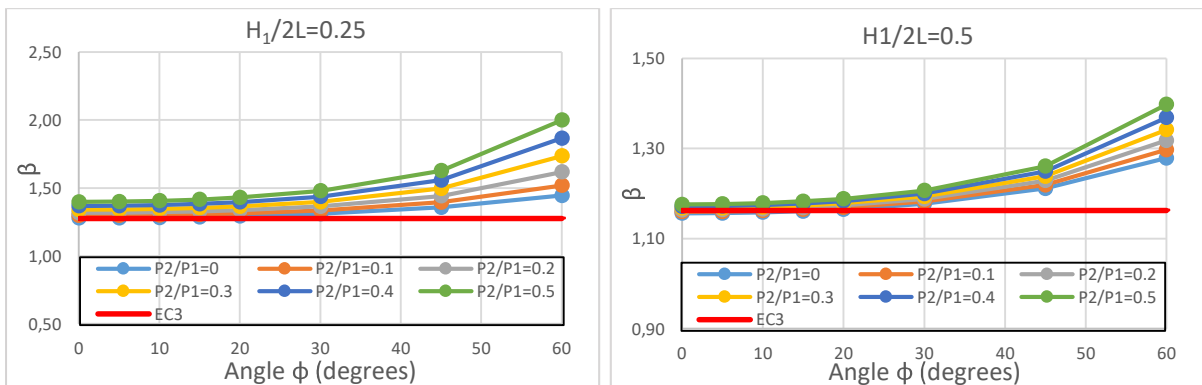 H₁/2L=0.25
2,50
2,00
1,50
1,00
0,50
β
P2/P1=0 P2/P1=0.1 P2/P1=0.2
P2/P1=0.3 P2/P1=0.4 P2/P1=0.5
EC3
0 10 20 30 40 50 60
Angle ϕ (degrees)
H1/2L=0.5
1,50
1,30
1,10
0,90
β
P2/P1=0 P2/P1=0.1 P2/P1=0.2
P2/P1=0.3 P2/P1=0.4 P2/P1=0.5
EC3
0 10 20 30 40 50 60
Angle ϕ (degrees)